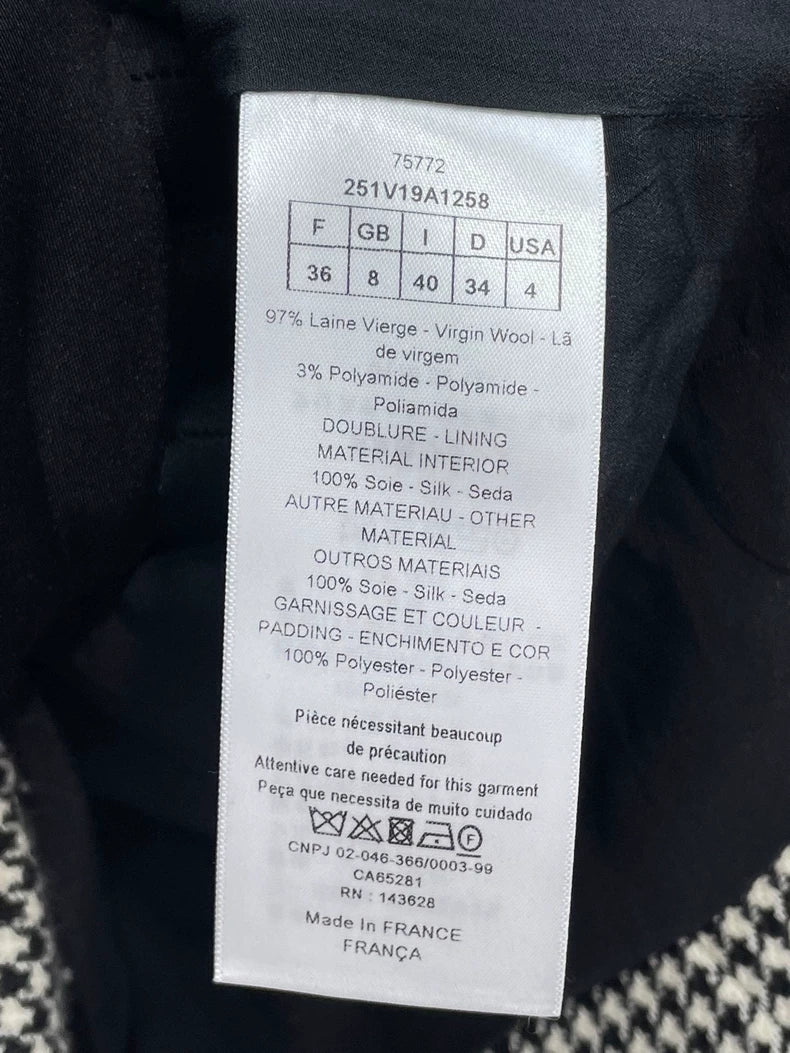 75772
251V19A1258
F GB I D USA
36 8 40 34 4
97% Laine Vierge - Virgin Wool - Lã
de virgem
3% Polyamide - Polyamide -
Poliamida
DOUBLURE - LINING
MATERIAL INTERIOR
100% Soie - Silk - Seda
AUTRE MATERIAU - OTHER
MATERIAL
OUTROS MATERIAIS
100% Soie - Silk - Seda
GARNISSAGE ET COULEUR -
PADDING - ENCHIMENTO E COR
100% Polyester - Polyester -
Poliéster
Pièce nécessitant beaucoup
de précaution
Attentive care needed for this garment
Peça que necessita de muito cuidado
F
CNPJ 02-046-366/0003-99
CA65281
RN : 143628
Made In FRANCE
FRANÇA